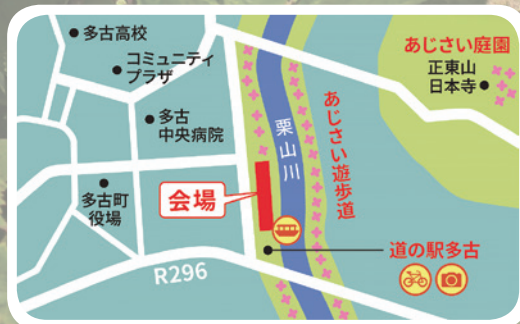 多古高校
コミュニティ
プラザ
多古
中央病院
多古町
役場
会場
栗山川
あじさい遊歩道
あじさい庭園
正東山
日本寺
道の駅多古
R296